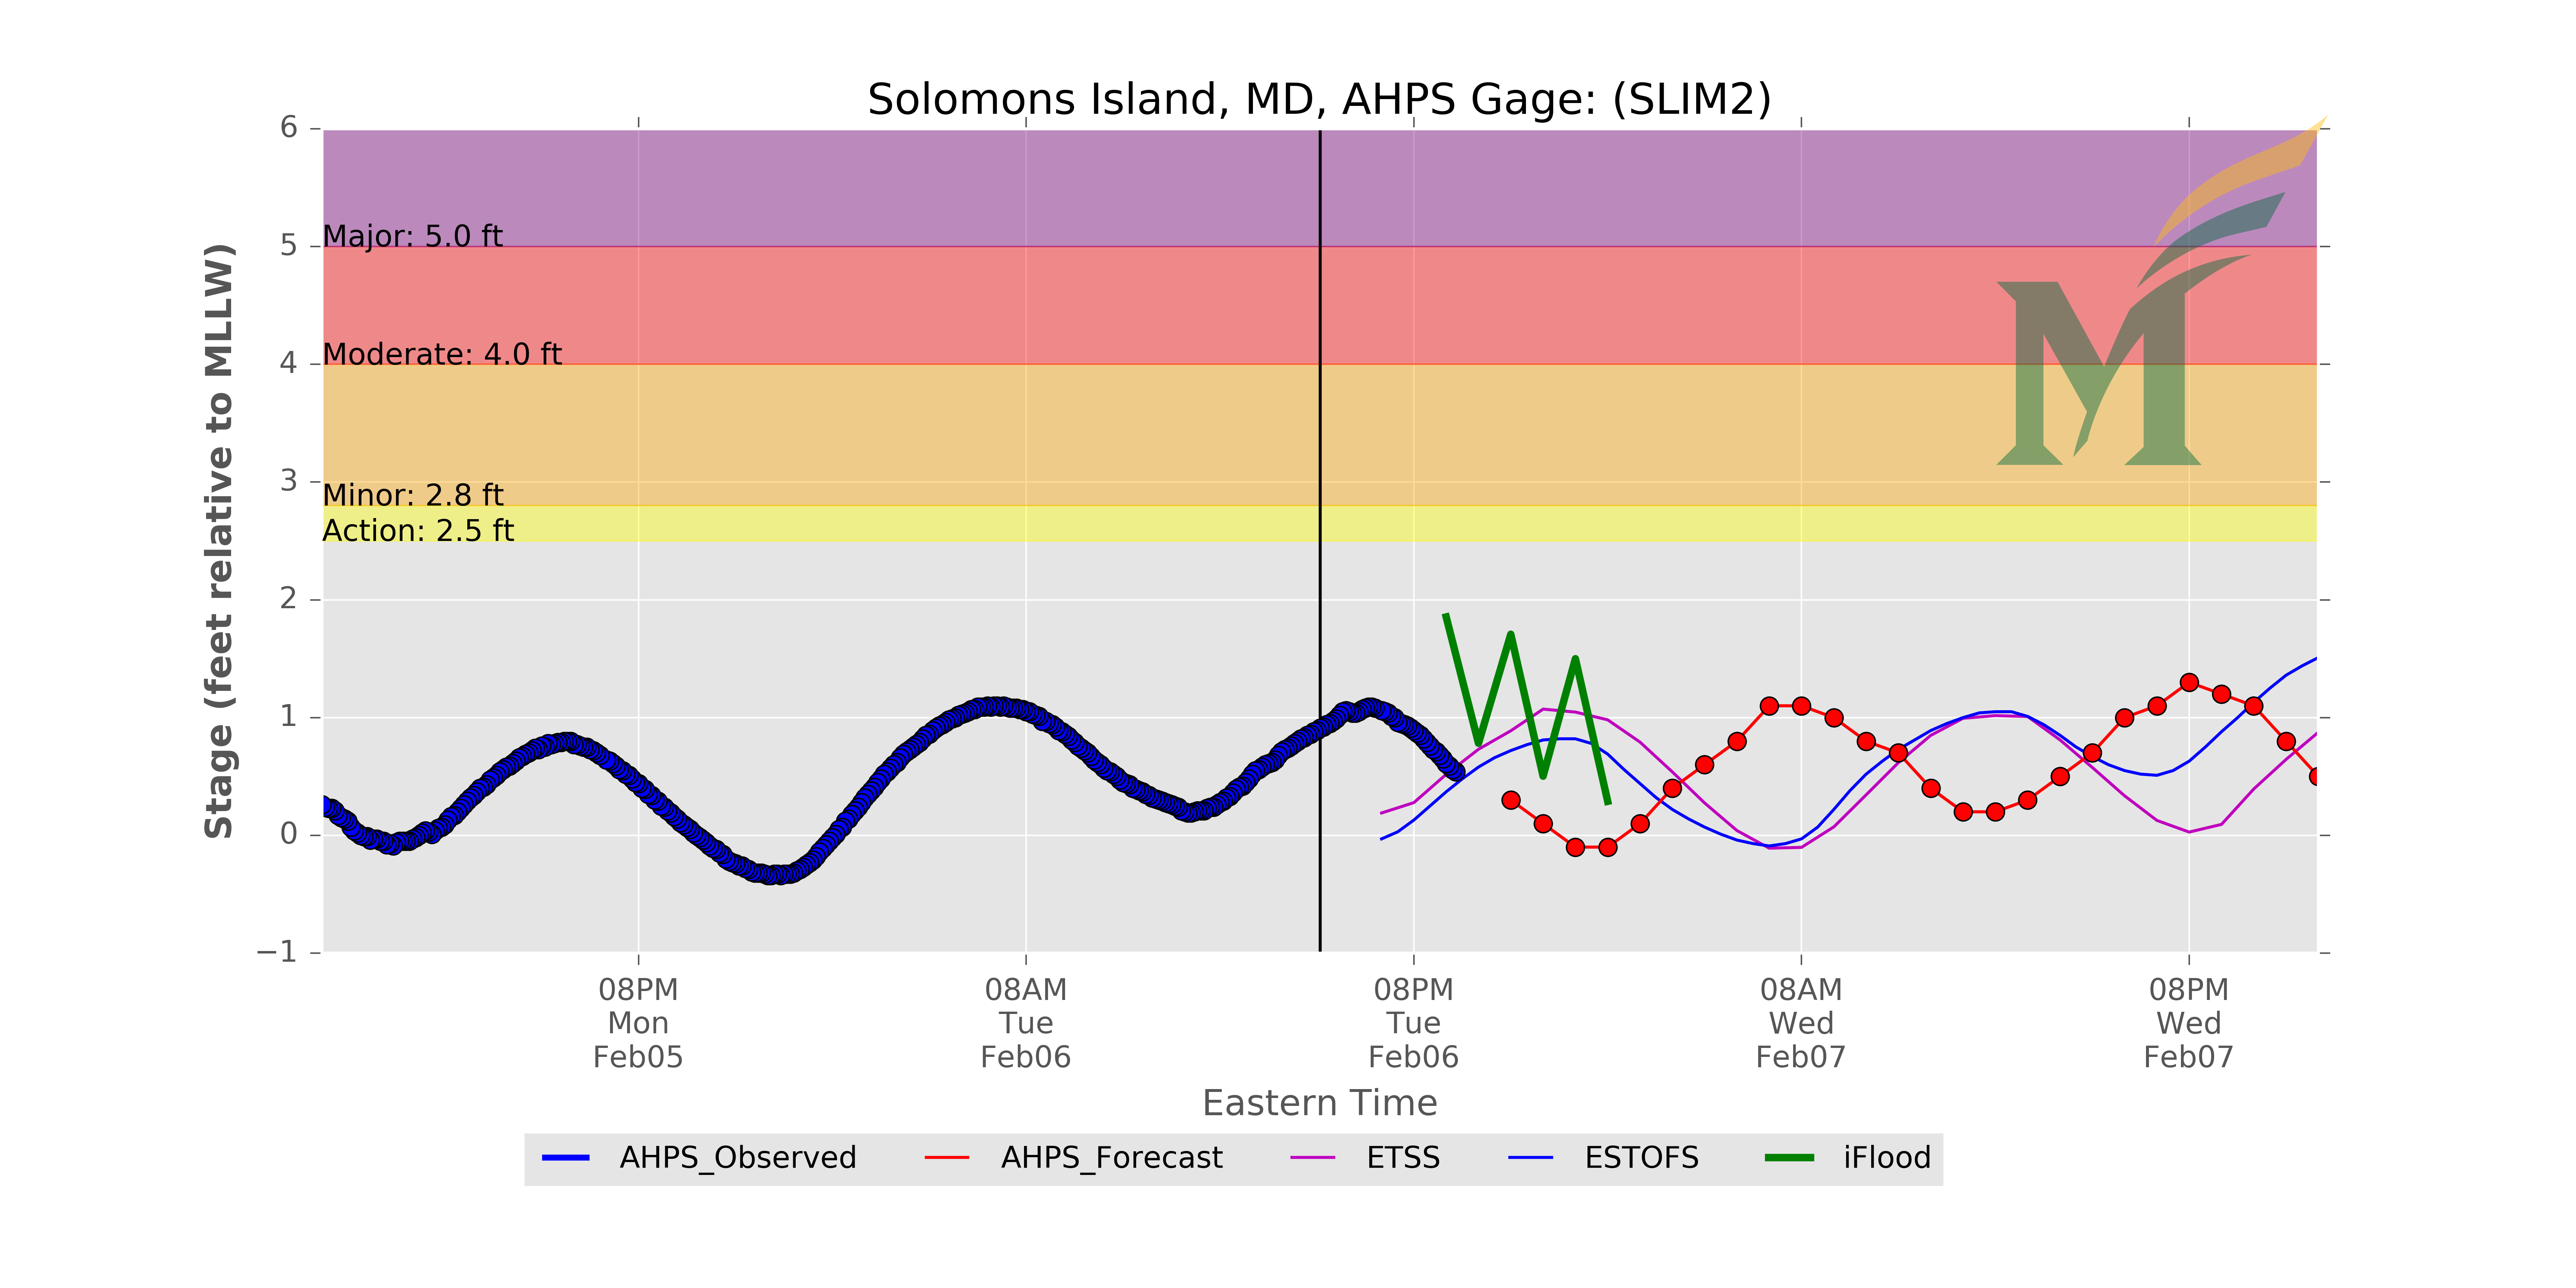 Solomons Island, MD, AHPS Gage: (SLIM2)
Stage (feet relative to MLLW)
6
5
4
3
2
1
0
−1
Major: 5.0 ft
Moderate: 4.0 ft
Minor: 2.8 ft
Action: 2.5 ft
M
08PM
Mon
Feb05
08AM
Tue
Feb06
08PM
Tue
Feb06
08AM
Wed
Feb07
08PM
Wed
Feb07
Eastern Time
AHPS_Observed AHPS_Forecast ETSS ESTOFS iFlood